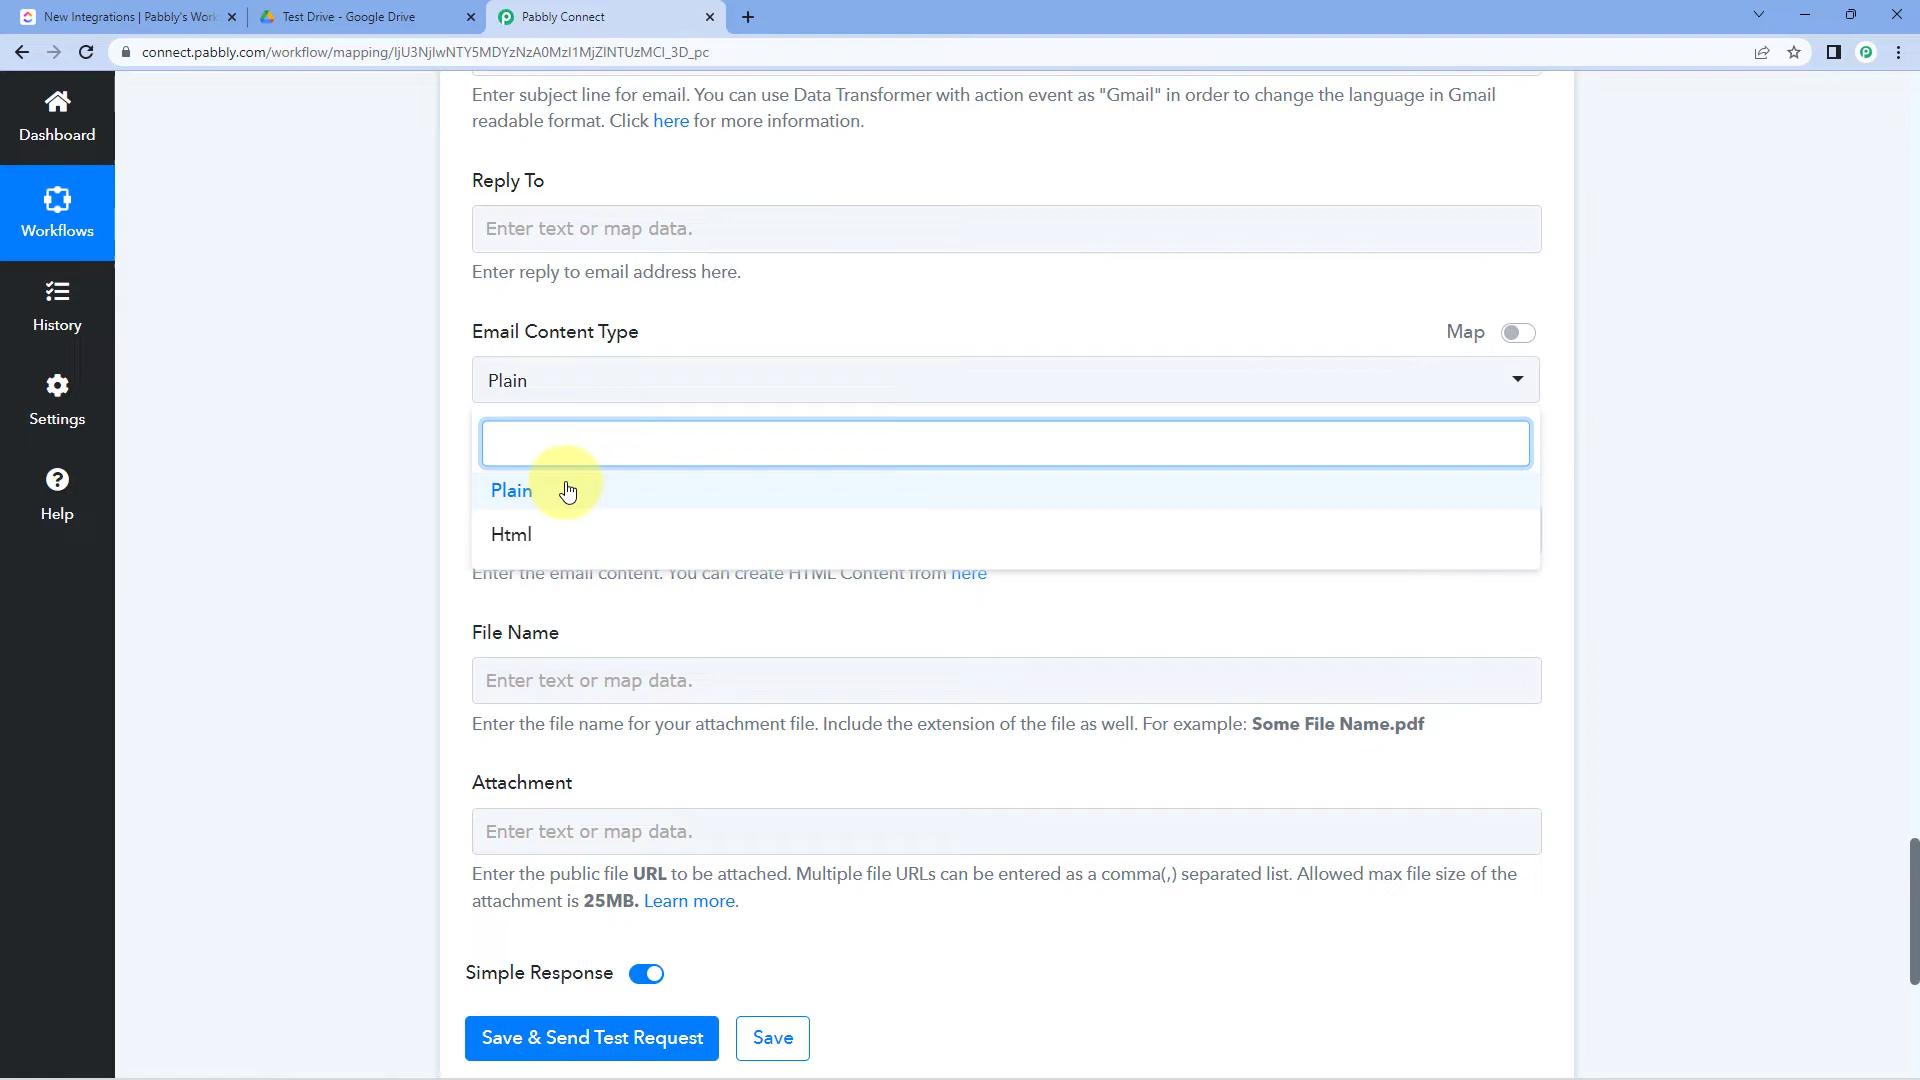 New Integrations | Pabbly's Work
Test Drive - Google Drive
Pabbly Connect
connect.pabbly.com/workflow/mapping/IjU3NjIwNTY5MDYzNzA0MzI1MjZlNTUzMCI_3D_pc
Dashboard
Workflows
History
Settings
Help
Enter subject line for email. You can use Data Transformer with action event as "Gmail" in order to change the language in Gmail
readable format. Click here for more information.
Reply To
Enter text or map data.
Enter reply to email address here.
Email Content Type
Map
Plain
Plain
Html
Enter the email content. You can create HTML Content from here
File Name
Enter text or map data.
Enter the file name for your attachment file. Include the extension of the file as well. For example: Some File Name.pdf
Attachment
Enter text or map data.
Enter the public file URL to be attached. Multiple file URLs can be entered as a comma(,) separated list. Allowed max file size of the
attachment is 25MB. Learn more.
Simple Response
Save & Send Test Request
Save